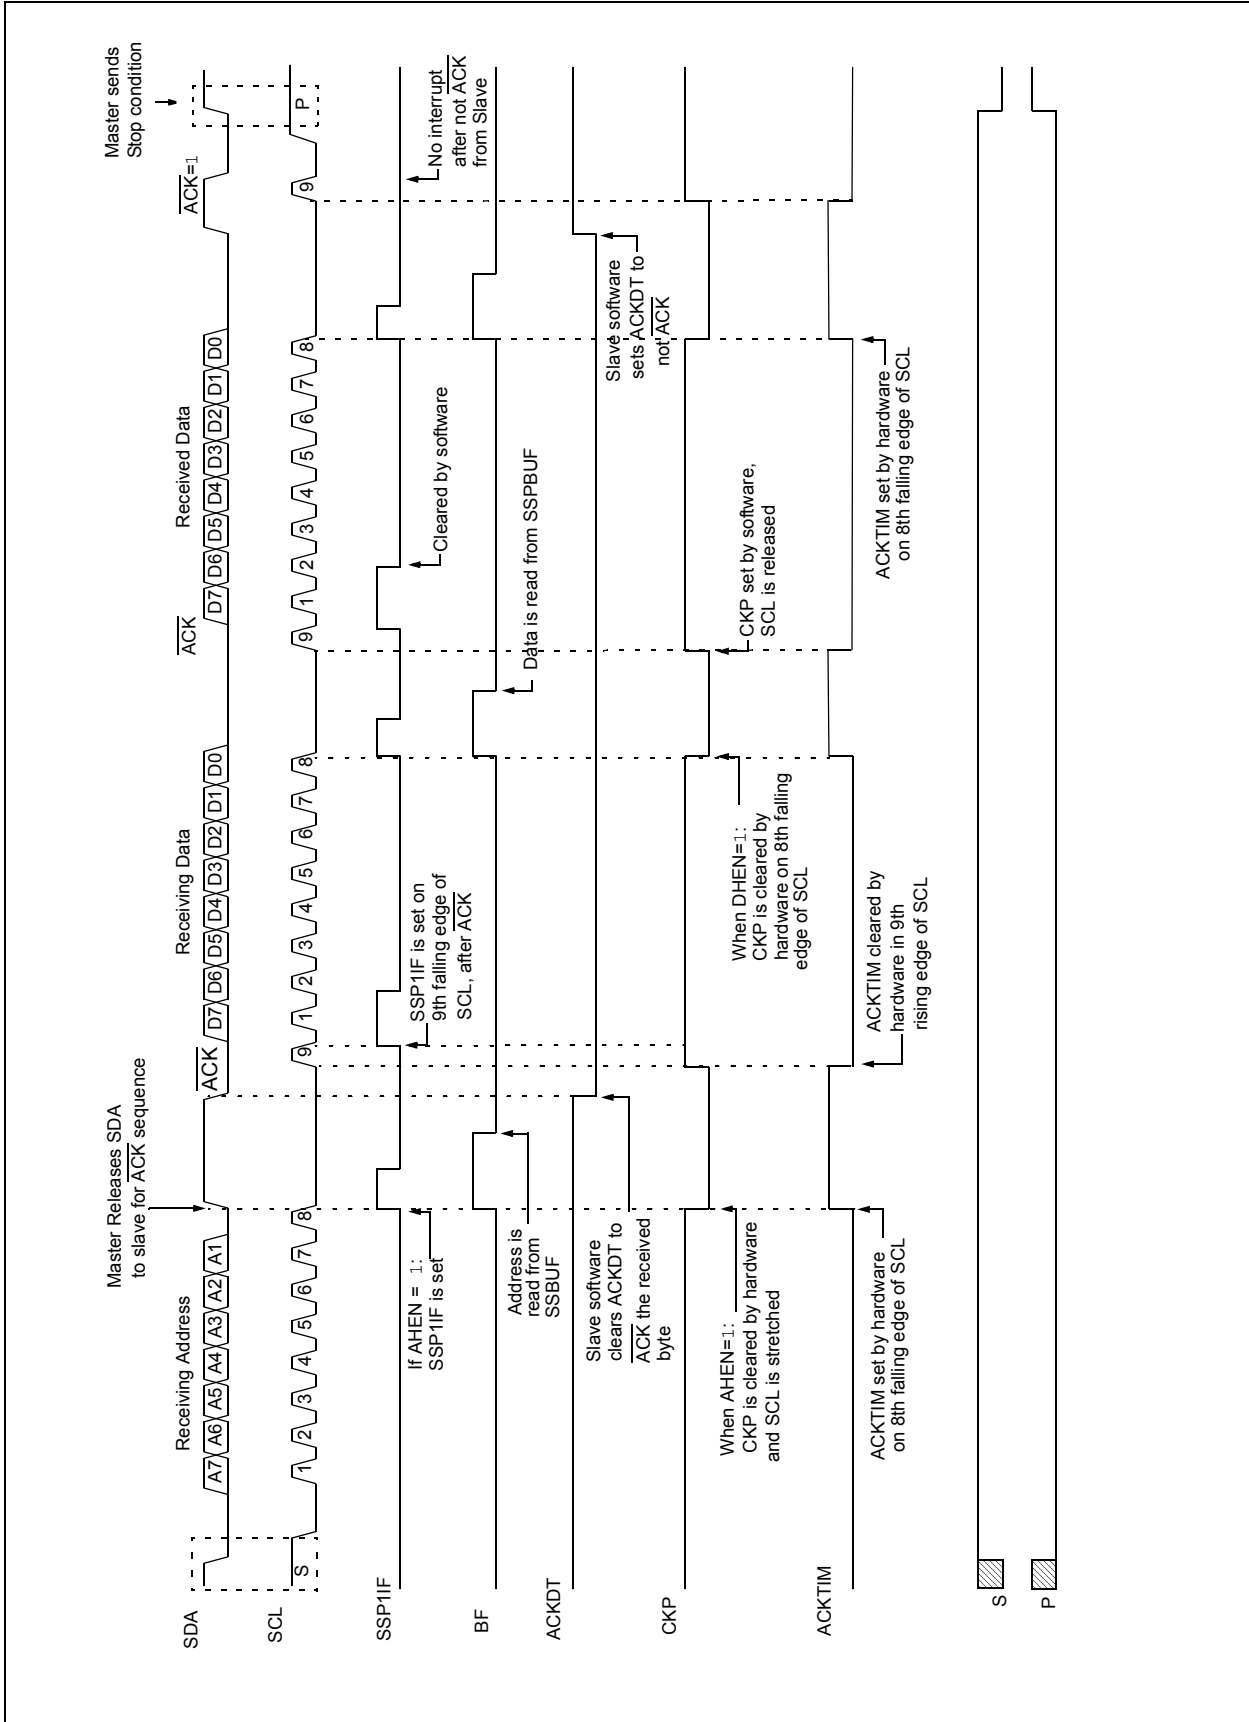 Master Releases SDA
to slave for ACK sequence
Master sends
Stop condition
Receiving Address
Receiving Data
Received Data
ACK
ACK
ACK=1
SDA
A7 A6 A5 A4 A3 A2 A1
D7 D6 D5 D4 D3 D2 D1 D0
D7 D6 D5 D4 D3 D2 D1 D0
SCL
S
1 2 3 4 5 6 7 8 9
1 2 3 4 5 6 7 8 9
1 2 3 4 5 6 7 8 9
P
SSP1IF
If AHEN = 1:
SSP1IF is set
SSP1IF is set on
9th falling edge of
SCL, after ACK
Cleared by software
No interrupt
after not ACK
from Slave
BF
Address is
read from
SSBUF
Data is read from SSPBUF
ACKDT
Slave software
clears ACKDT to
ACK the received
byte
Slave software
sets ACKDT to
not ACK
CKP
When AHEN=1:
CKP is cleared by hardware
and SCL is stretched
When DHEN=1:
CKP is cleared by
hardware on 8th falling
edge of SCL
CKP set by software,
SCL is released
ACKTIM
ACKTIM set by hardware
on 8th falling edge of SCL
ACKTIM cleared by
hardware in 9th
rising edge of SCL
ACKTIM set by hardware
on 8th falling edge of SCL
S
P